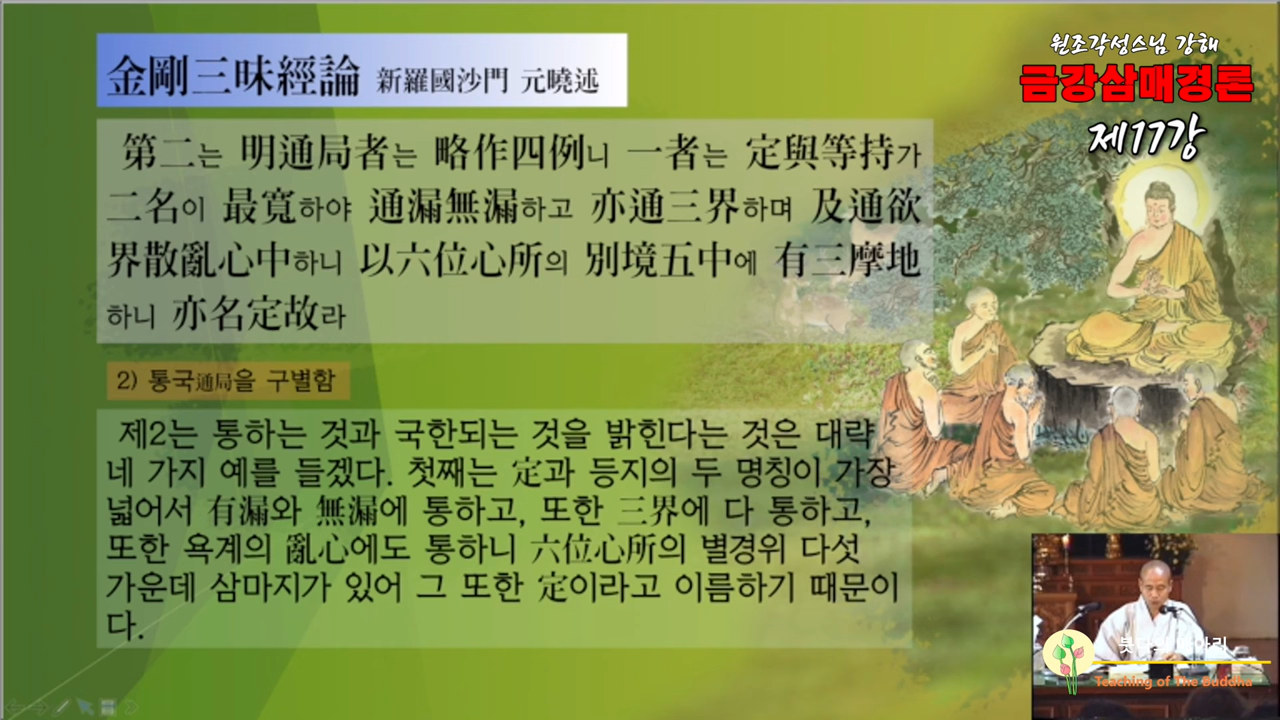 金剛三昧經論 新羅國沙門 元曉述
원조각성스님 강해
금강삼매경론
제17강
第二는 明通局者는 略作四例니 一者는 定與等持가
二名이 最寬하야 通漏無漏하고 亦通三界하며 及通欲
界散亂心中하니 以六位心所의 別境五中에 有三摩地
하니 亦名定故라
2) 통국通局을 구별함
제2는 통하는 것과 국한되는 것을 밝힌다는 것은 대략
네 가지 예를 들겠다. 첫째는 定과 등지의 두 명칭이 가장
넓어서 有漏와 無漏에 통하고, 또한 三界에 다 통하고,
또한 욕계의 亂心에도 통하니 六位心所의 별경위 다섯
가운데 삼마지가 있어 그 또한 定이라고 이름하기 때문이
다.
Teaching of The Buddha